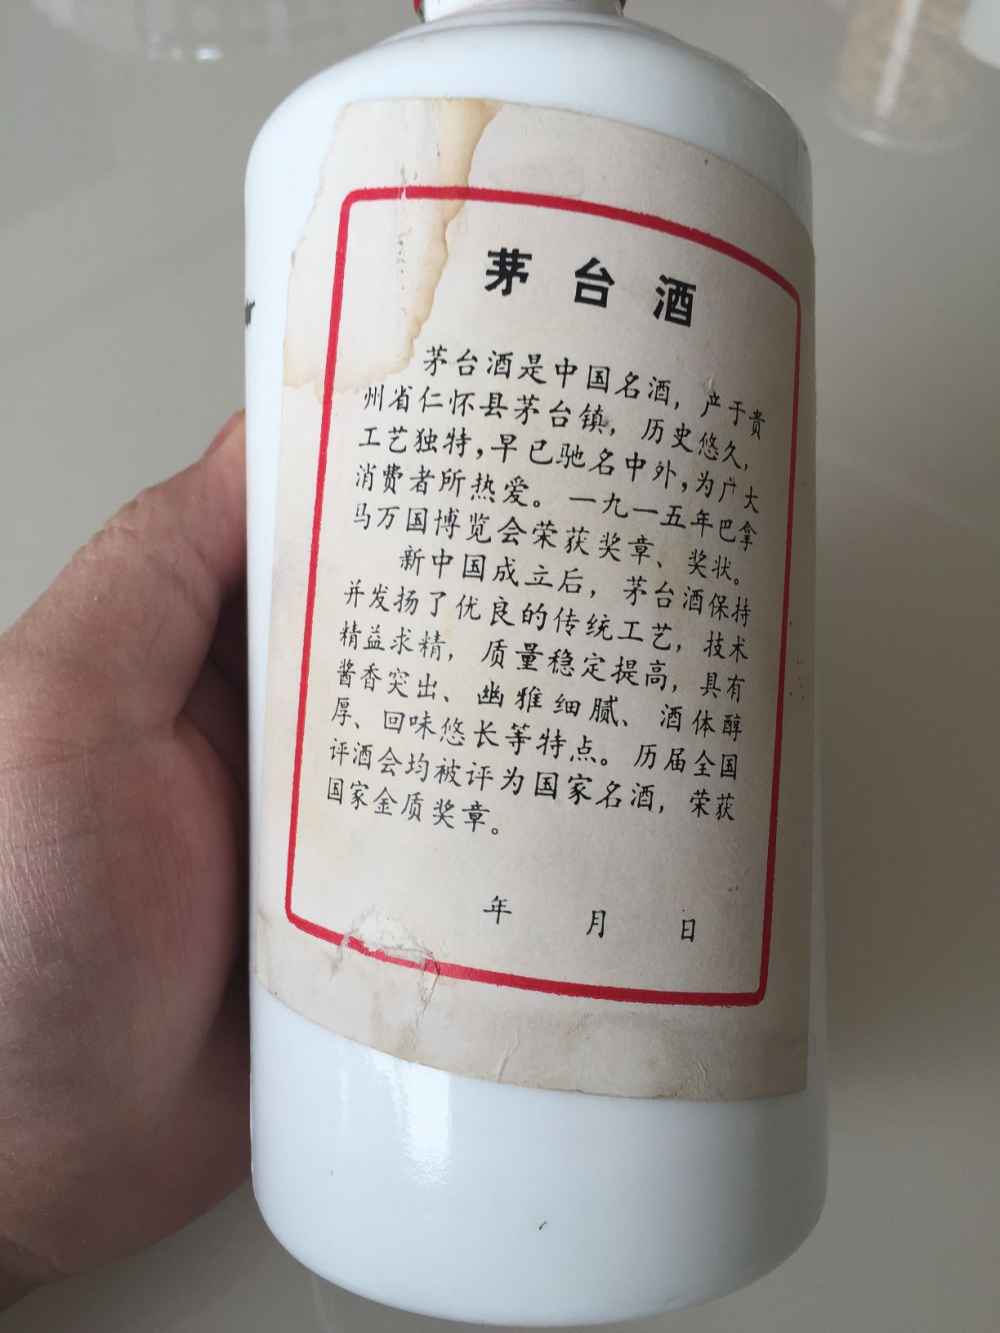 茅台酒
茅台酒是中国名酒，产于贵
州省仁怀县茅台镇，历史悠久，
工艺独特，早已驰名中外，为广大
消费者所热爱。一九一五年巴拿
马万国博览会荣获奖章、奖状。
新中国成立后，茅台酒保持
并发扬了优良的传统工艺，技术
精益求精，质量稳定提高，具有
酱香突出、幽雅细腻、酒体醇
厚、回味悠长等特点。历届全国
评酒会均被评为国家名酒，荣获
国家金质奖章。
年 月 日